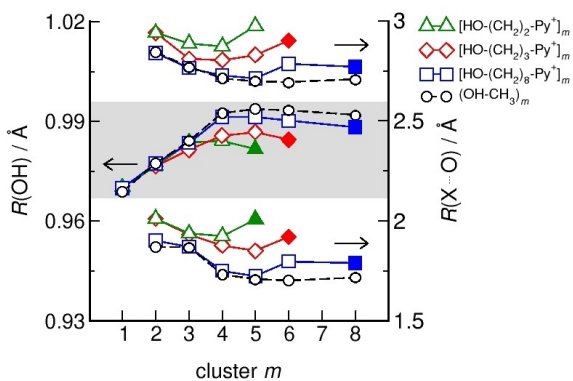 1.02
0.99
0.96
0.93
R(OH) / Å
1 2 3 4 5 6 7 8
cluster m
3
2.5
2
1.5
R(X···O) / Å
[HO-(CH₂)₂-Py⁺]ₘ
[HO-(CH₂)₃-Py⁺]ₘ
[HO-(CH₂)₈-Py⁺]ₘ
(OH-CH₃)ₘ